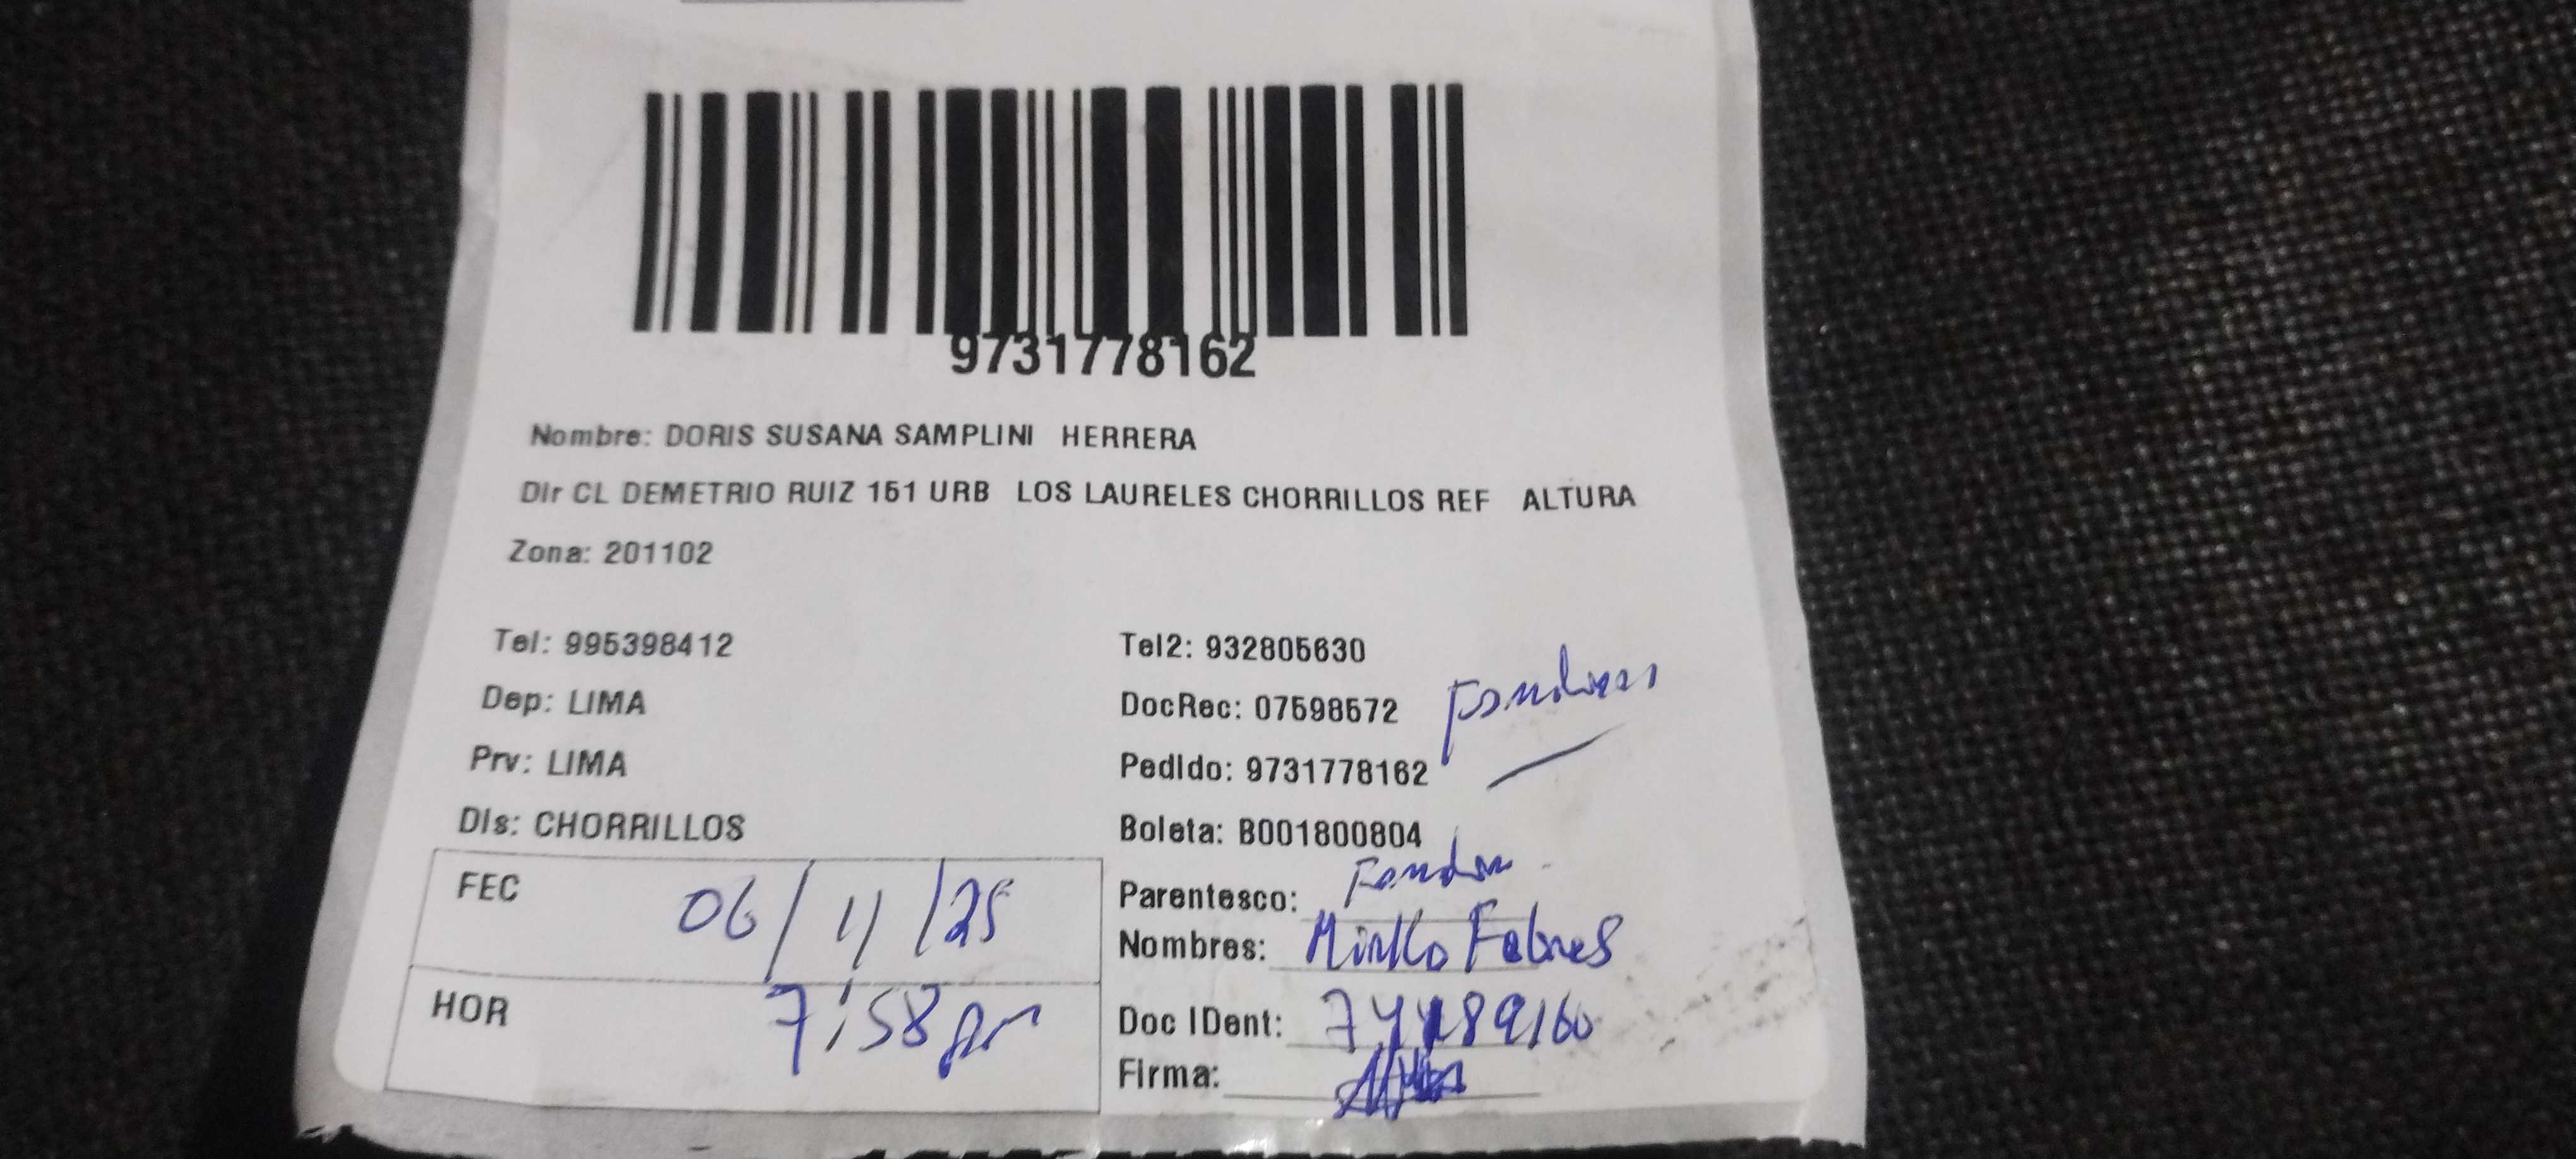 9731778162
Nombre: DORIS SUSANA SAMPLINI HERRERA
Dir CL DEMETRIO RUIZ 151 URB LOS LAURELES CHORRILLOS REF ALTURA
Zona: 201102
Tel: 995398412 Tel2: 932805630
Dep: LIMA DocRec: 07598572
Prv: LIMA Pedido: 9731778162
Dis: CHORRILLOS Boleta: B001800804
FEC 06/11/25 Parentesco:
Nombres:
HOR 7:58 pm Doc IDent:
Firma: